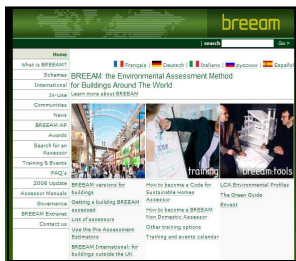 breeam
| search Go >
Home
Français | Deutsch | Italiano | русский | Español
What is BREEAM?
Schemes
International
In-Use
Communities
News
BREEAM AP
Awards
Search for an
Assessor
Training & Events
FAQ's
2008 Update
Assessor Manuals
Governance
BREEAM Extranet
Contact us
BREEAM: the Environmental Assessment Method
for Buildings Around The World
Learn more about BREEAM
training
breeam tools
BREEAM versions for
buildings
Getting a building BREEAM
assessed
List of assessors
Use the Pre Assessment
Estimators
BREEAM International: for
buildings outside the UK
How to become a Code for
Sustainable Homes
Assessor
How to become a BREEAM
Non Domestic Assessor
Other training options
Training and events calendar
LCA Environmental Profiles
The Green Guide
Envest